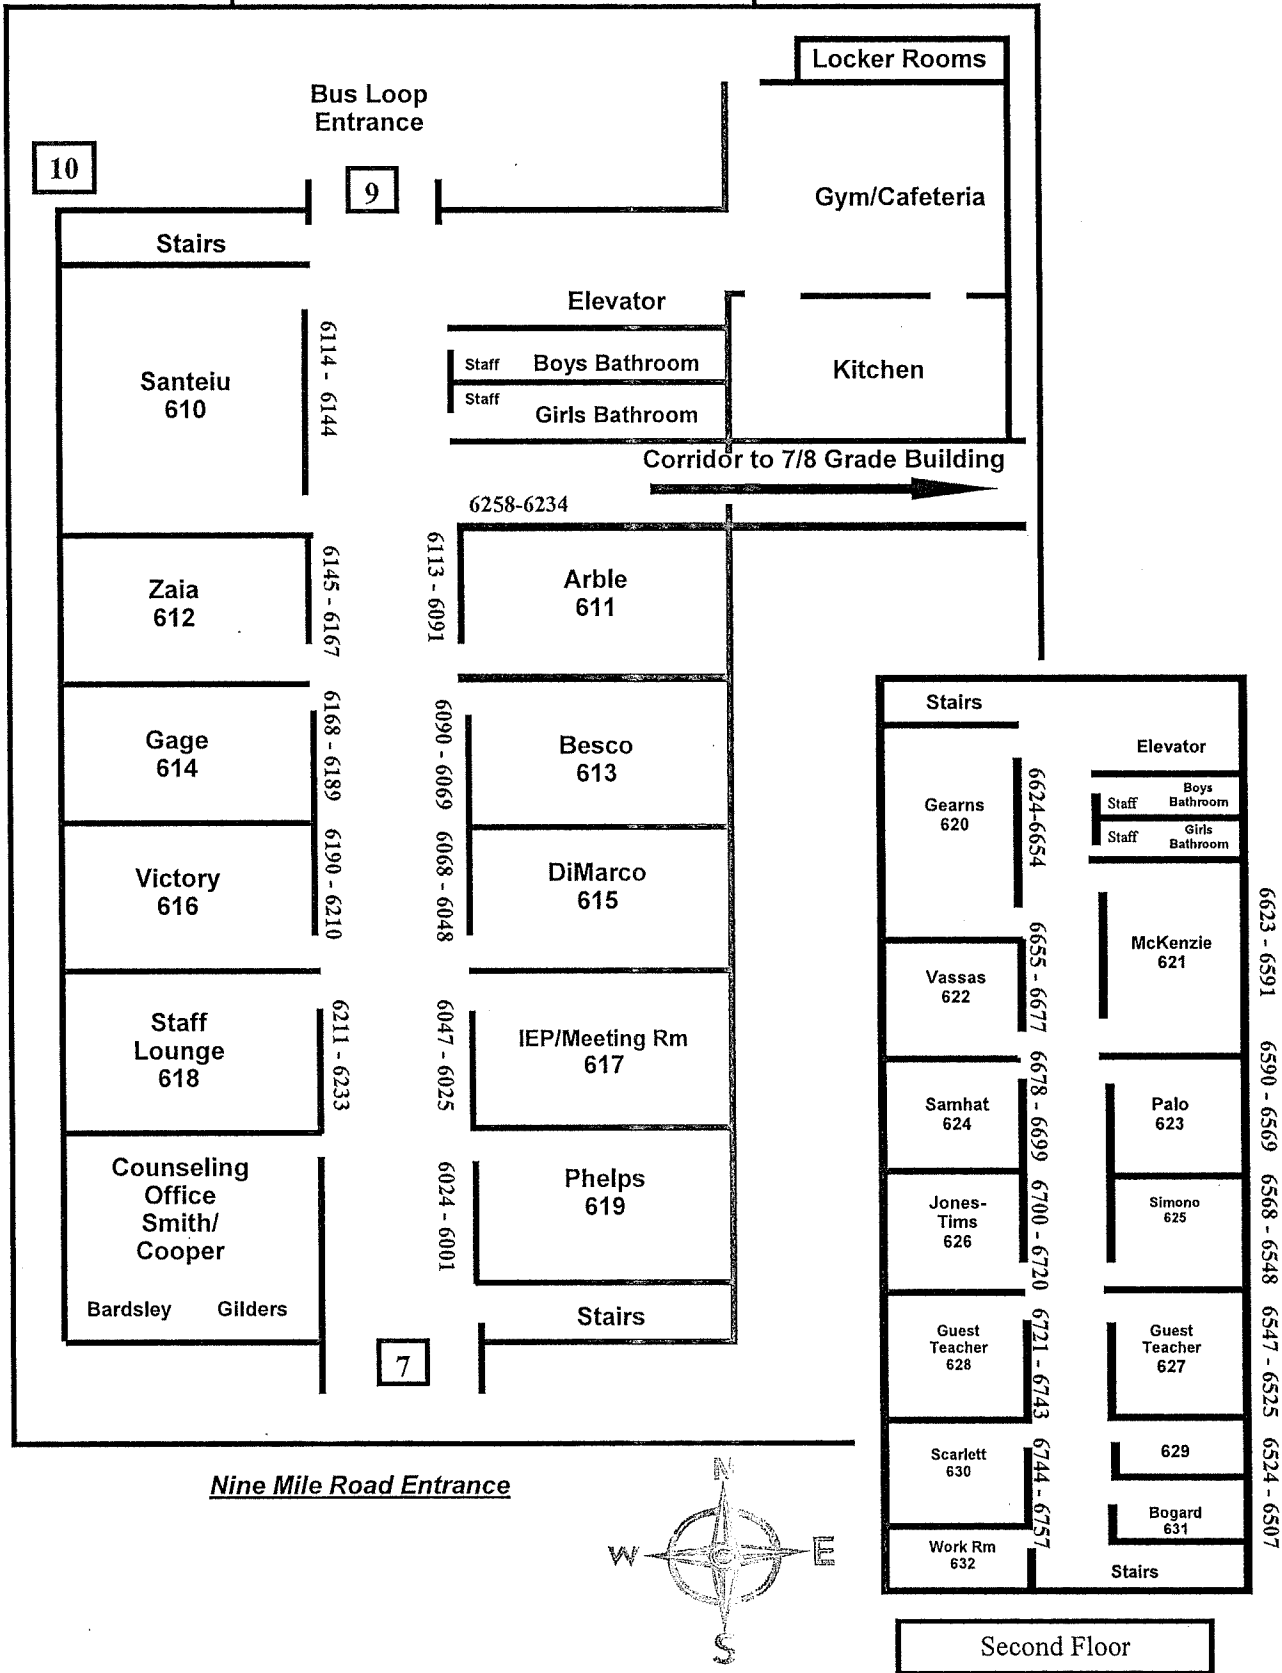 Locker Rooms
Bus Loop
Entrance
10
9
Gym/Cafeteria
Stairs
Elevator
6114 - 6144
Staff
Boys Bathroom
Kitchen
Santeiu
610
Staff
Girls Bathroom
Corridor to 7/8 Grade Building
6258-6234
Zaia
612
6145 - 6167
6113 - 6091
Arble
611
Gage
614
6168 - 6189
6090 - 6069
Besco
613
Victory
616
6190 - 6210
6068 - 6048
DiMarco
615
Staff
Lounge
618
6211 - 6233
6047 - 6025
IEP/Meeting Rm
617
Counseling
Office
Smith/
Cooper
6024 - 6001
Phelps
619
Bardsley
Gilders
Stairs
7
Nine Mile Road Entrance
N
W
E
S
Stairs
Elevator
Gearns
620
6624-6654
Staff
Boys
Bathroom
Staff
Girls
Bathroom
Vassas
622
6655 - 6677
McKenzie
621
6623 - 6591
Samhat
624
6678 - 6699
Palo
623
6590 - 6569
Jones-
Tims
626
6700 - 6720
Simono
625
6568 - 6548
Guest
Teacher
628
6721 - 6743
Guest
Teacher
627
6547 - 6525
Scarlett
630
6744 - 6757
629
6524 - 6507
Bogard
631
Work Rm
632
Stairs
Second Floor